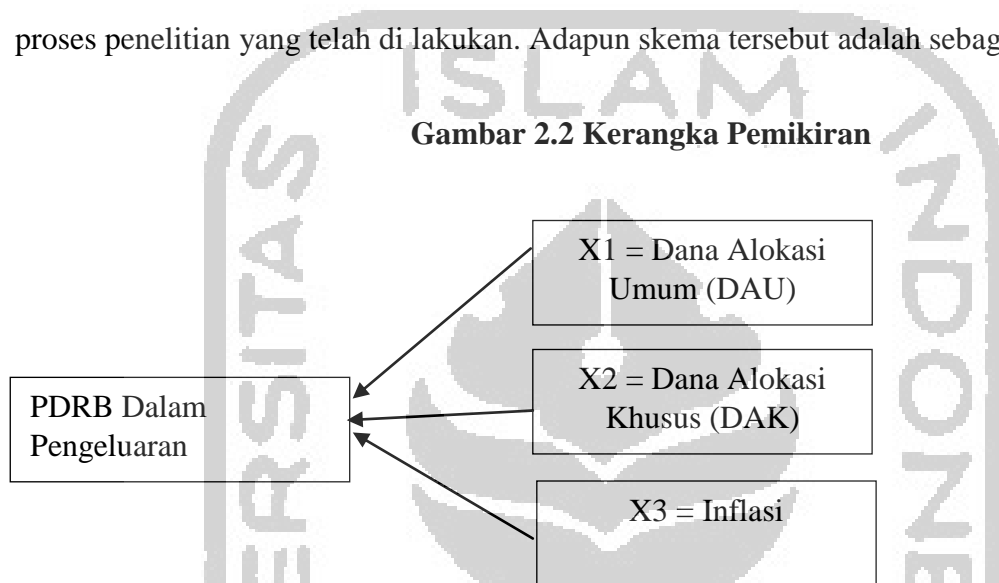 proses penelitian yang telah di lakukan. Adapun skema tersebut adalah sebag
ISLAM
Gambar 2.2 Kerangka Pemikiran
X1 = Dana Alokasi
Umum (DAU)
X2 = Dana Alokasi
Khusus (DAK)
PDRB Dalam
Pengeluaran
X3 = Inflasi